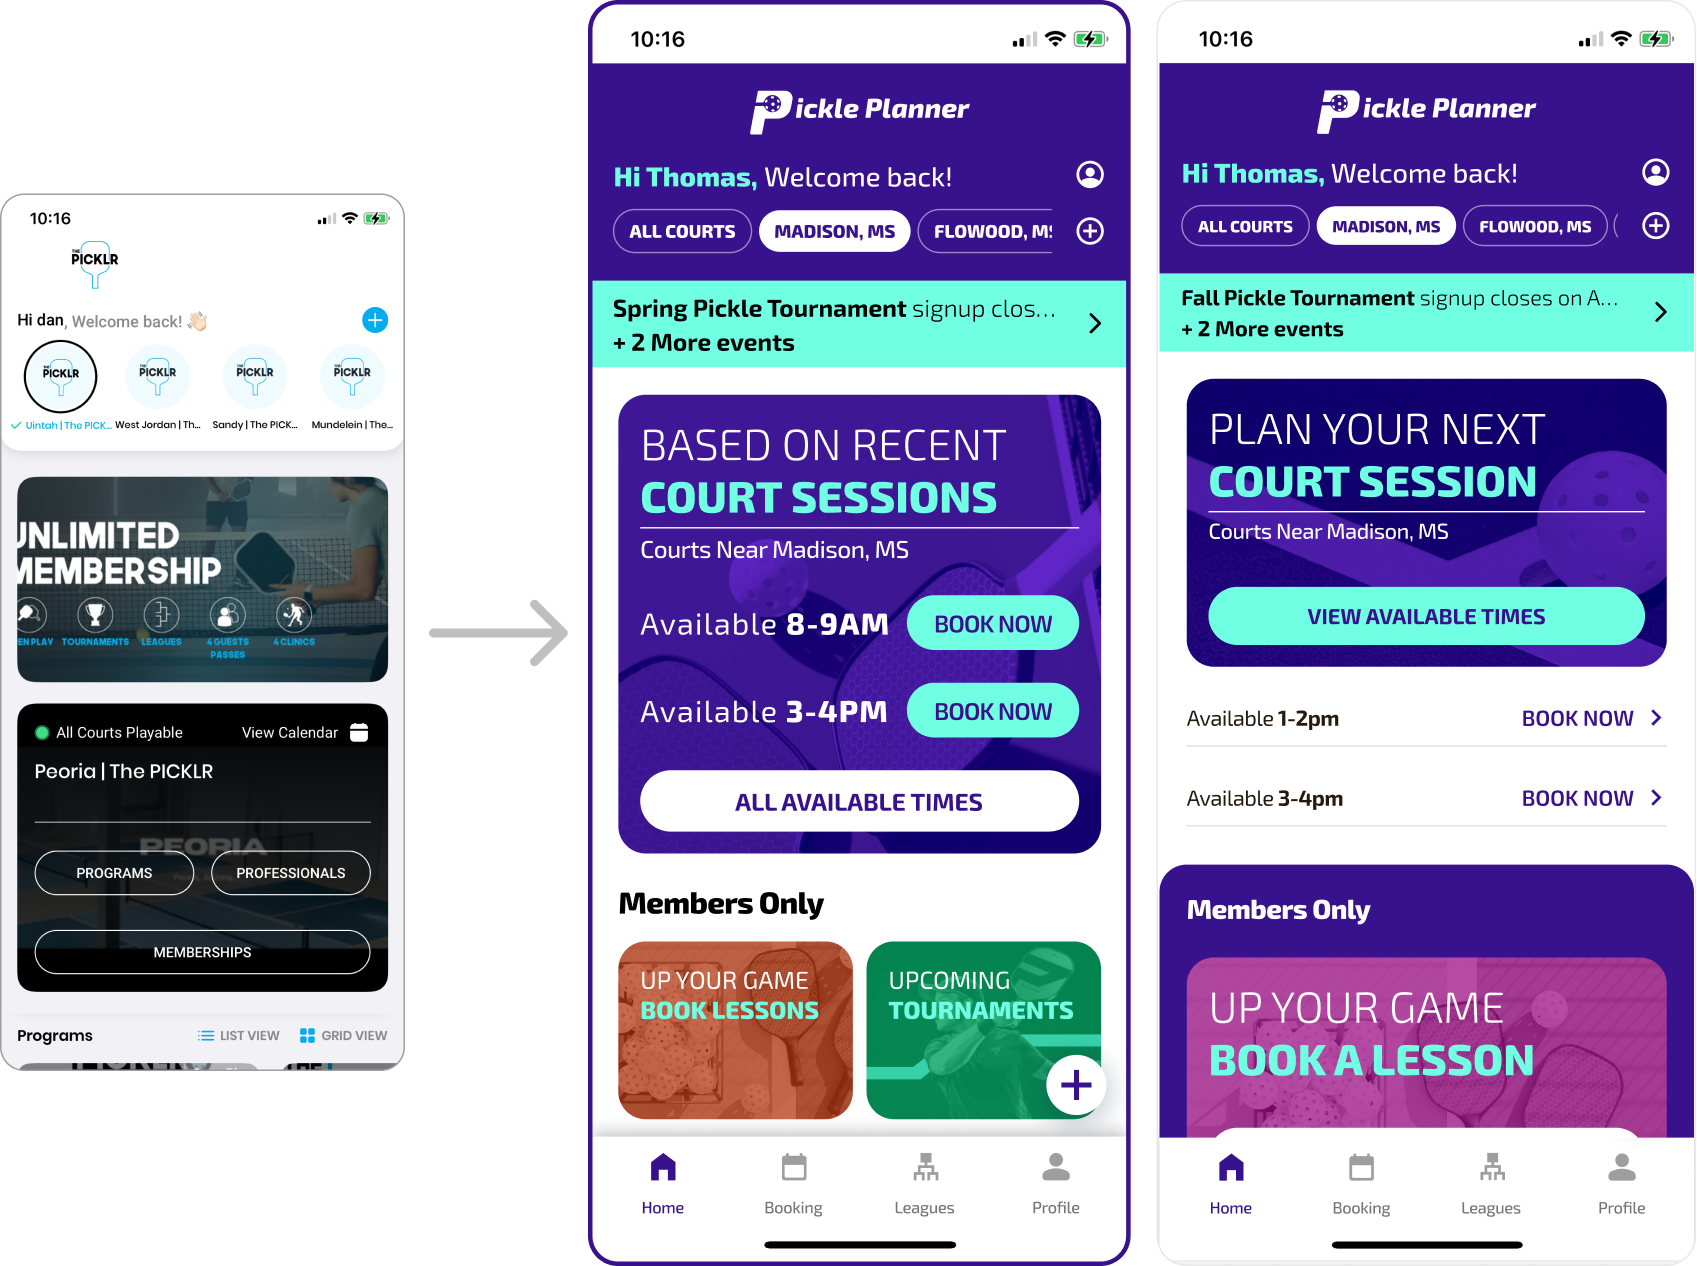 10:16
THE
PICKLR
Hi dan, Welcome back! 👋🏻
THE
PICKLR
THE
PICKLR
THE
PICKLR
THE
PICKLR
Uintah | The PICK...
West Jordan | Th...
Sandy | The PICK...
Mundelein | The...
UNLIMITED
MEMBERSHIP
EN PLAY
TOURNAMENTS
LEAGUES
4 GUESTS
PASSES
4 CLINICS
All Courts Playable
View Calendar
Peoria | The PICKLR
PEORIA
PROGRAMS
PROFESSIONALS
MEMBERSHIPS
Programs
LIST VIEW
GRID VIEW
10:16
Pickle Planner
Hi Thomas, Welcome back!
ALL COURTS
MADISON, MS
FLOWOOD, MS
Spring Pickle Tournament signup clos...
+ 2 More events
BASED ON RECENT
COURT SESSIONS
Courts Near Madison, MS
Available 8-9AM
BOOK NOW
Available 3-4PM
BOOK NOW
ALL AVAILABLE TIMES
Members Only
UP YOUR GAME
BOOK LESSONS
UPCOMING
TOURNAMENTS
Home
Booking
Leagues
Profile
10:16
Pickle Planner
Hi Thomas, Welcome back!
ALL COURTS
MADISON, MS
FLOWOOD, MS
Fall Pickle Tournament signup closes on A...
+ 2 More events
PLAN YOUR NEXT
COURT SESSION
Courts Near Madison, MS
VIEW AVAILABLE TIMES
Available 1-2pm
BOOK NOW
Available 3-4pm
BOOK NOW
Members Only
UP YOUR GAME
BOOK A LESSON
Home
Booking
Leagues
Profile